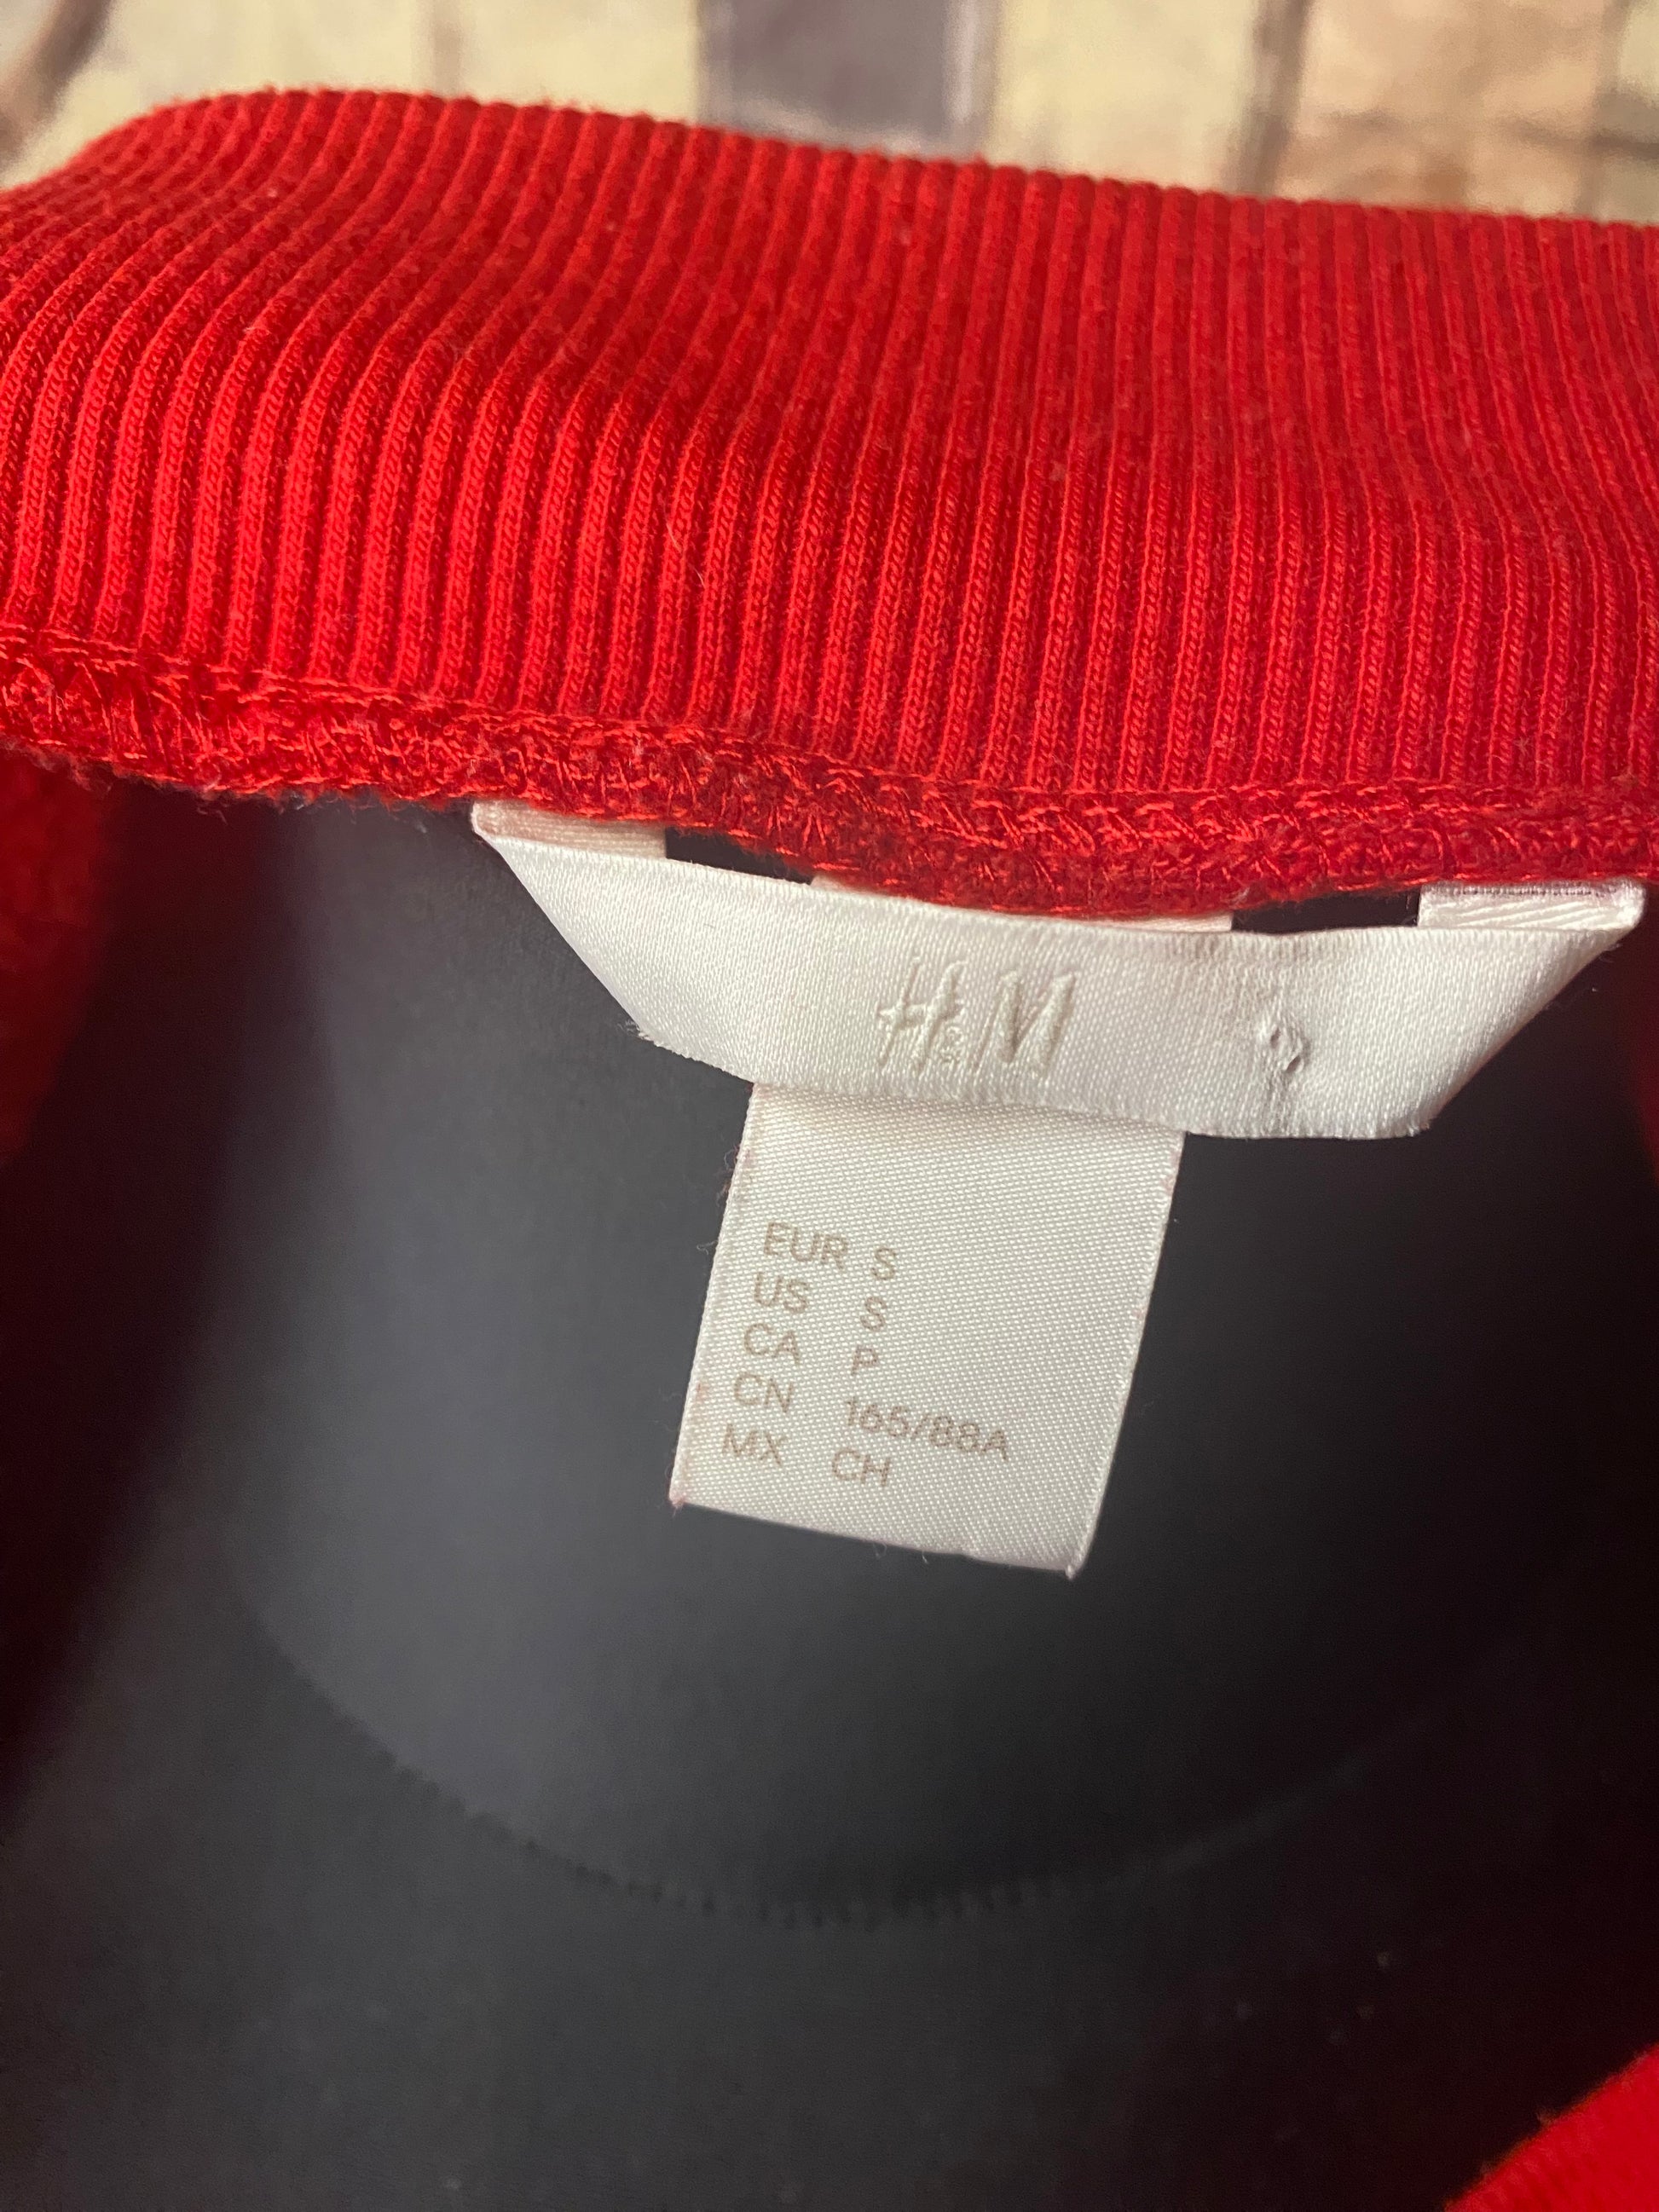 H&M
EUR S
US S
CA P
CN 165/88A
MX CH